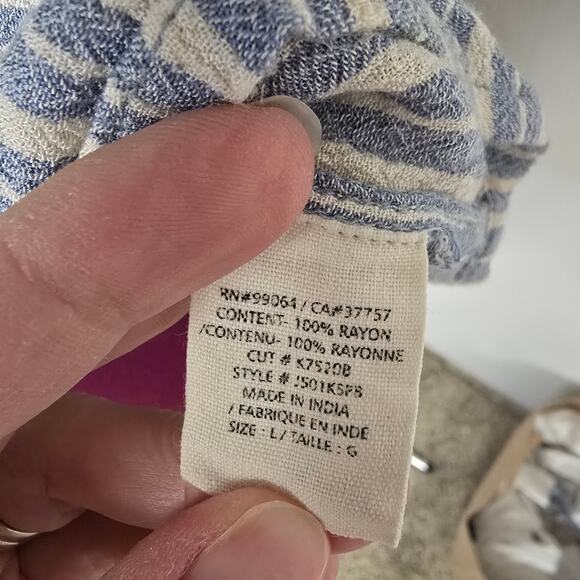 RN#99064 / CA#37757
CONTENT- 100% RAYON
/CONTENU- 100% RAYONNE
CUT # K7520B
STYLE # J501K5PB
MADE IN INDIA
/ FABRIQUE EN INDE
SIZE : L / TAILLE : G